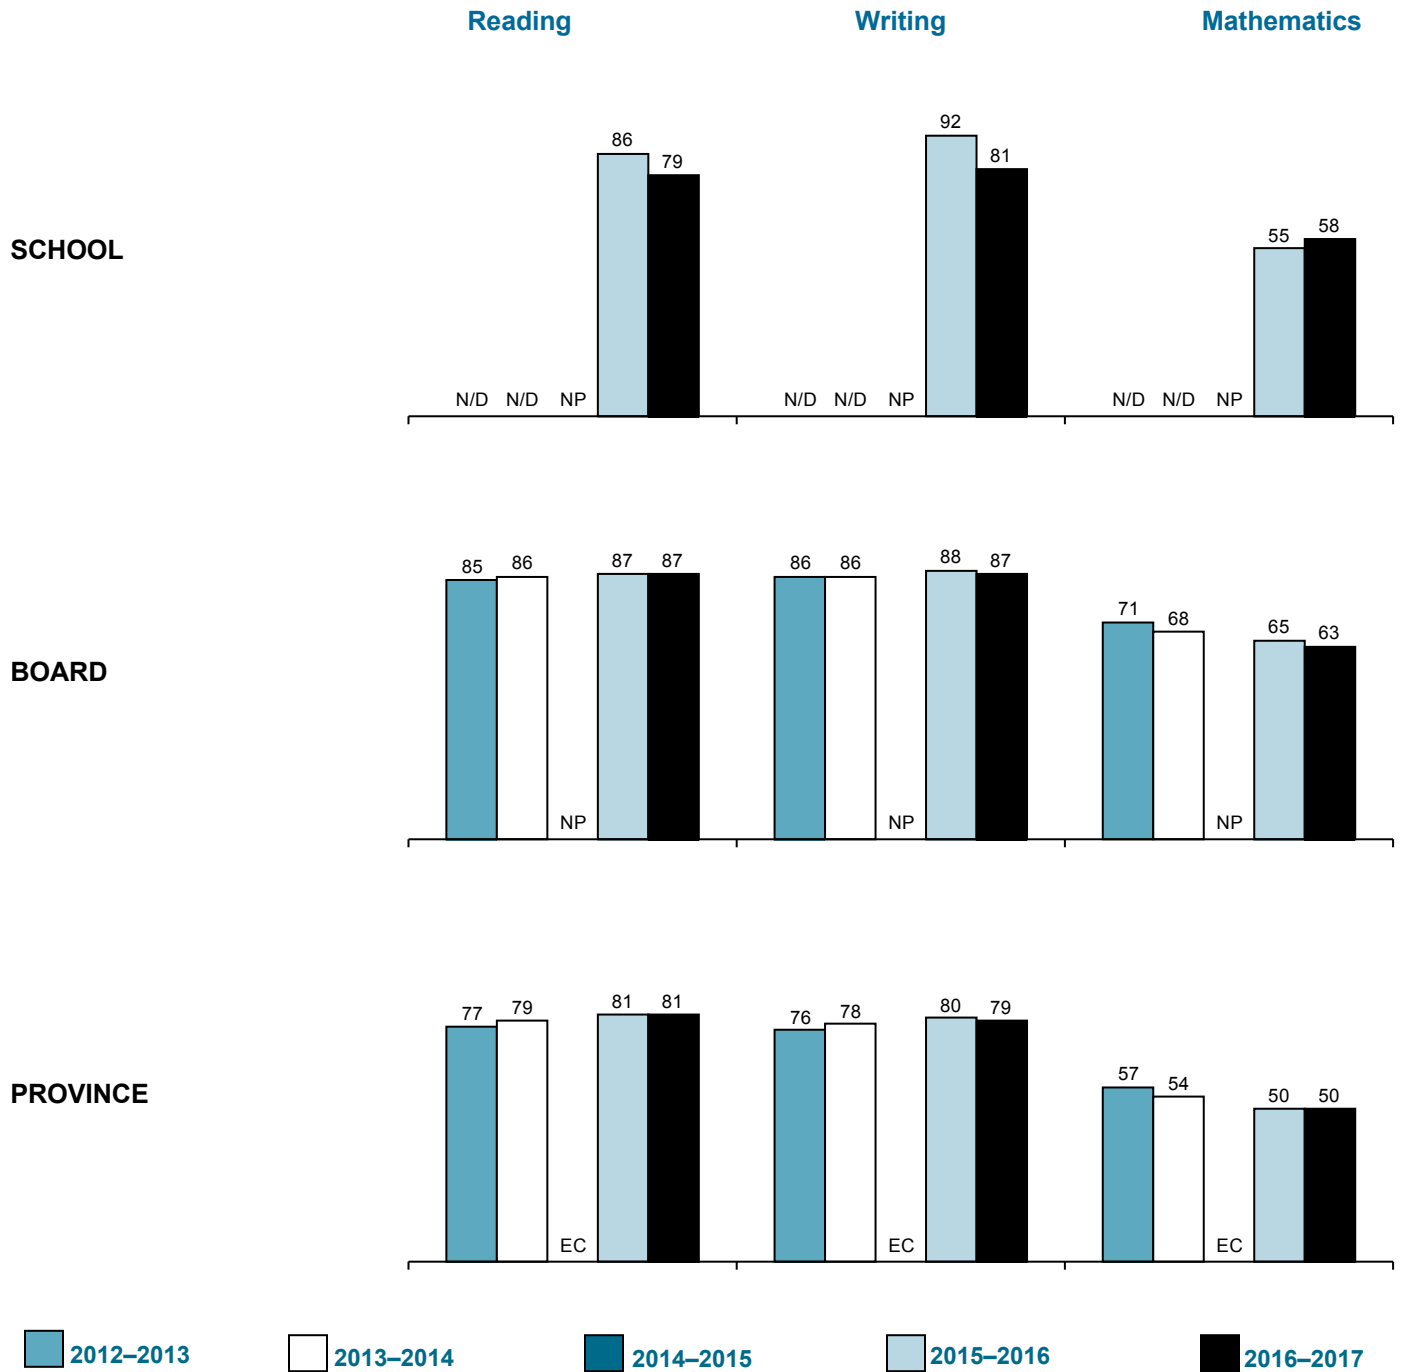 Reading Writing Mathematics
SCHOOL
86 79 92 81 55 58
N/D N/D NP N/D N/D NP N/D N/D NP
BOARD
85 86 87 87 86 86 88 87 71 68 65 63
NP NP NP
PROVINCE
77 79 81 81 76 78 80 79 57 54 50 50
EC EC EC
2012–2013 2013–2014 2014–2015 2015–2016 2016–2017